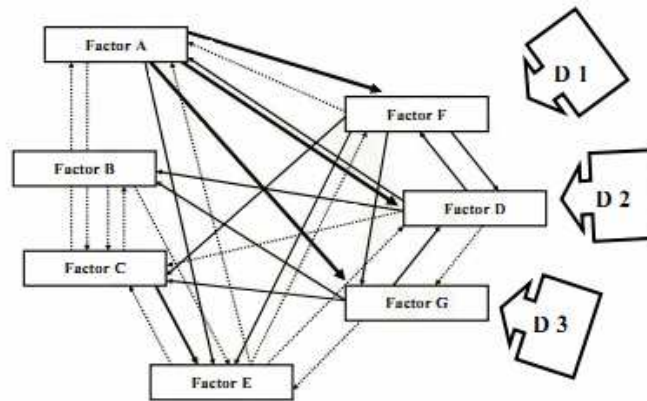 Factor A
D 1
Factor F
Factor B
Factor D
D 2
Factor C
Factor G
D 3
Factor E